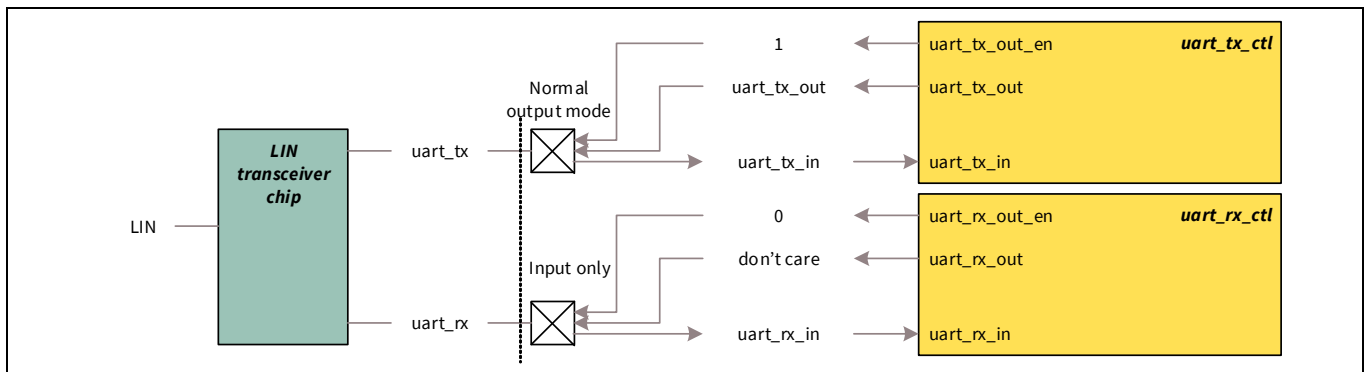 1
uart_tx_out_en
uart_tx_ctl
Normal
output mode
uart_tx_out
uart_tx_out
LIN
transceiver
chip
uart_tx
uart_tx_in
uart_tx_in
LIN
0
uart_rx_out_en
uart_rx_ctl
Input only
don't care
uart_rx_out
uart_rx
uart_rx_in
uart_rx_in